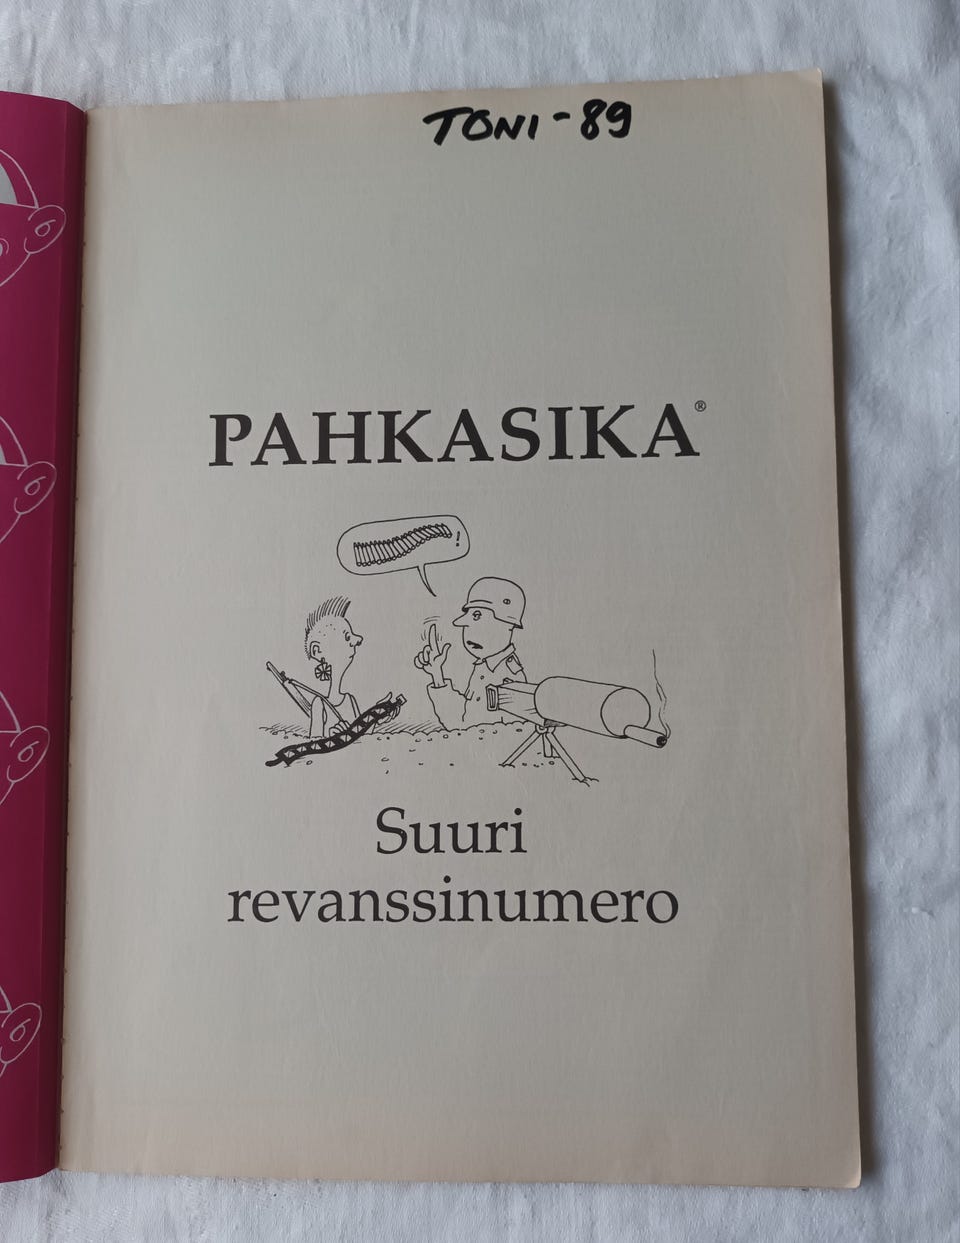 TONI-89
PAHKASIKA®
!
Suuri
revanssinumero